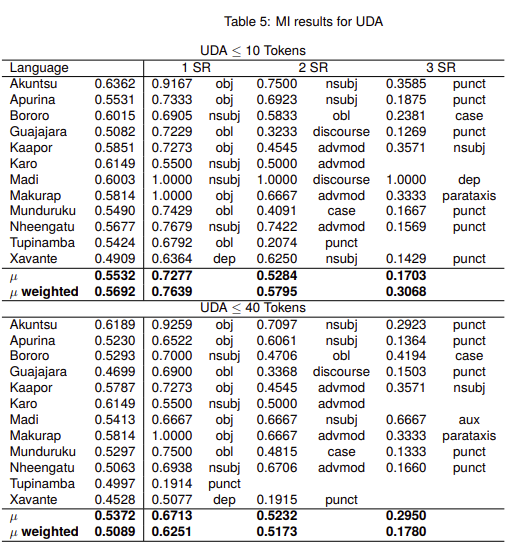 Table 5: MI results for UDA
UDA ≤ 10 Tokens
Language 1 SR 2 SR 3 SR
Akuntsu 0.6362 0.9167 obj 0.7500 nsubj 0.3585 punct
Apurina 0.5531 0.7333 obj 0.6923 nsubj 0.1875 punct
Bororo 0.6015 0.6905 nsubj 0.5833 obl 0.2381 case
Guajajara 0.5082 0.7229 obl 0.3233 discourse 0.1269 punct
Kaapor 0.5851 0.7273 obj 0.4545 advmod 0.3571 nsubj
Karo 0.6149 0.5500 nsubj 0.5000 advmod
Madi 0.6003 1.0000 nsubj 1.0000 discourse 1.0000 dep
Makurap 0.5814 1.0000 obj 0.6667 advmod 0.3333 parataxis
Munduruku 0.5490 0.7429 obl 0.4091 case 0.1667 punct
Nheengatu 0.5677 0.7679 nsubj 0.7422 advmod 0.1569 punct
Tupinamba 0.5424 0.6792 obl 0.2074 punct
Xavante 0.4909 0.6364 dep 0.6250 nsubj 0.1429 punct
μ 0.5532 0.7277 0.5284 0.1703
μ weighted 0.5692 0.7639 0.5795 0.3068
UDA ≤ 40 Tokens
Akuntsu 0.6189 0.9259 obj 0.7097 nsubj 0.2923 punct
Apurina 0.5230 0.6522 obj 0.6061 nsubj 0.1364 punct
Bororo 0.5293 0.7000 nsubj 0.4706 obl 0.4194 case
Guajajara 0.4699 0.6900 obl 0.3368 discourse 0.1503 punct
Kaapor 0.5787 0.7273 obj 0.4545 advmod 0.3571 nsubj
Karo 0.6149 0.5500 nsubj 0.5000 advmod
Madi 0.5413 0.6667 obj 0.6667 nsubj 0.6667 aux
Makurap 0.5814 1.0000 obj 0.6667 advmod 0.3333 parataxis
Munduruku 0.5297 0.7500 obl 0.4815 case 0.1333 punct
Nheengatu 0.5063 0.6938 nsubj 0.6706 advmod 0.1660 punct
Tupinamba 0.4997 0.1914 punct
Xavante 0.4528 0.5077 dep 0.1915 punct
μ 0.5372 0.6713 0.5232 0.2950
μ weighted 0.5089 0.6251 0.5173 0.1780